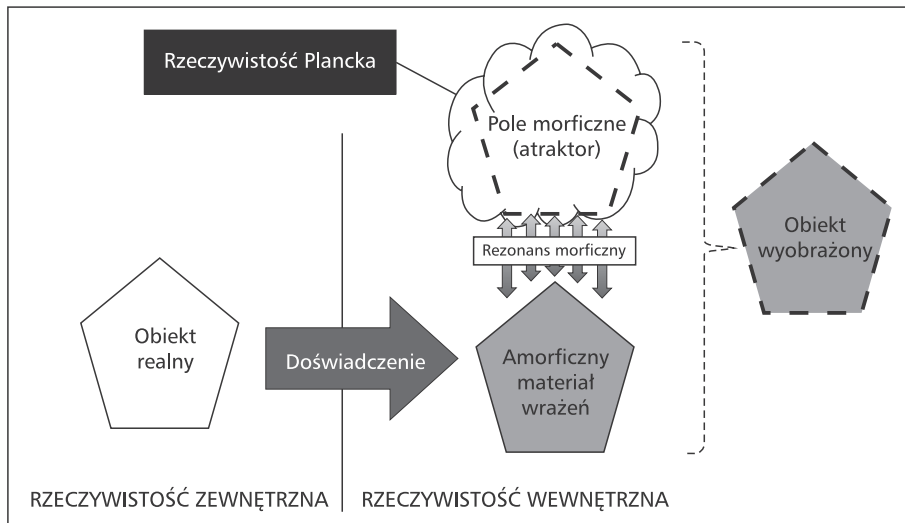 Rzeczywistość Plancka
Pole morficzne
(atraktor)
Rezonans morficzny
Obiekt
wyobrażony
Obiekt
realny
Doświadczenie
Amorficzny
materiał
wrażeń
RZECZYWISTOŚĆ ZEWNĘTRZNA
RZECZYWISTOŚĆ WEWNĘTRZNA